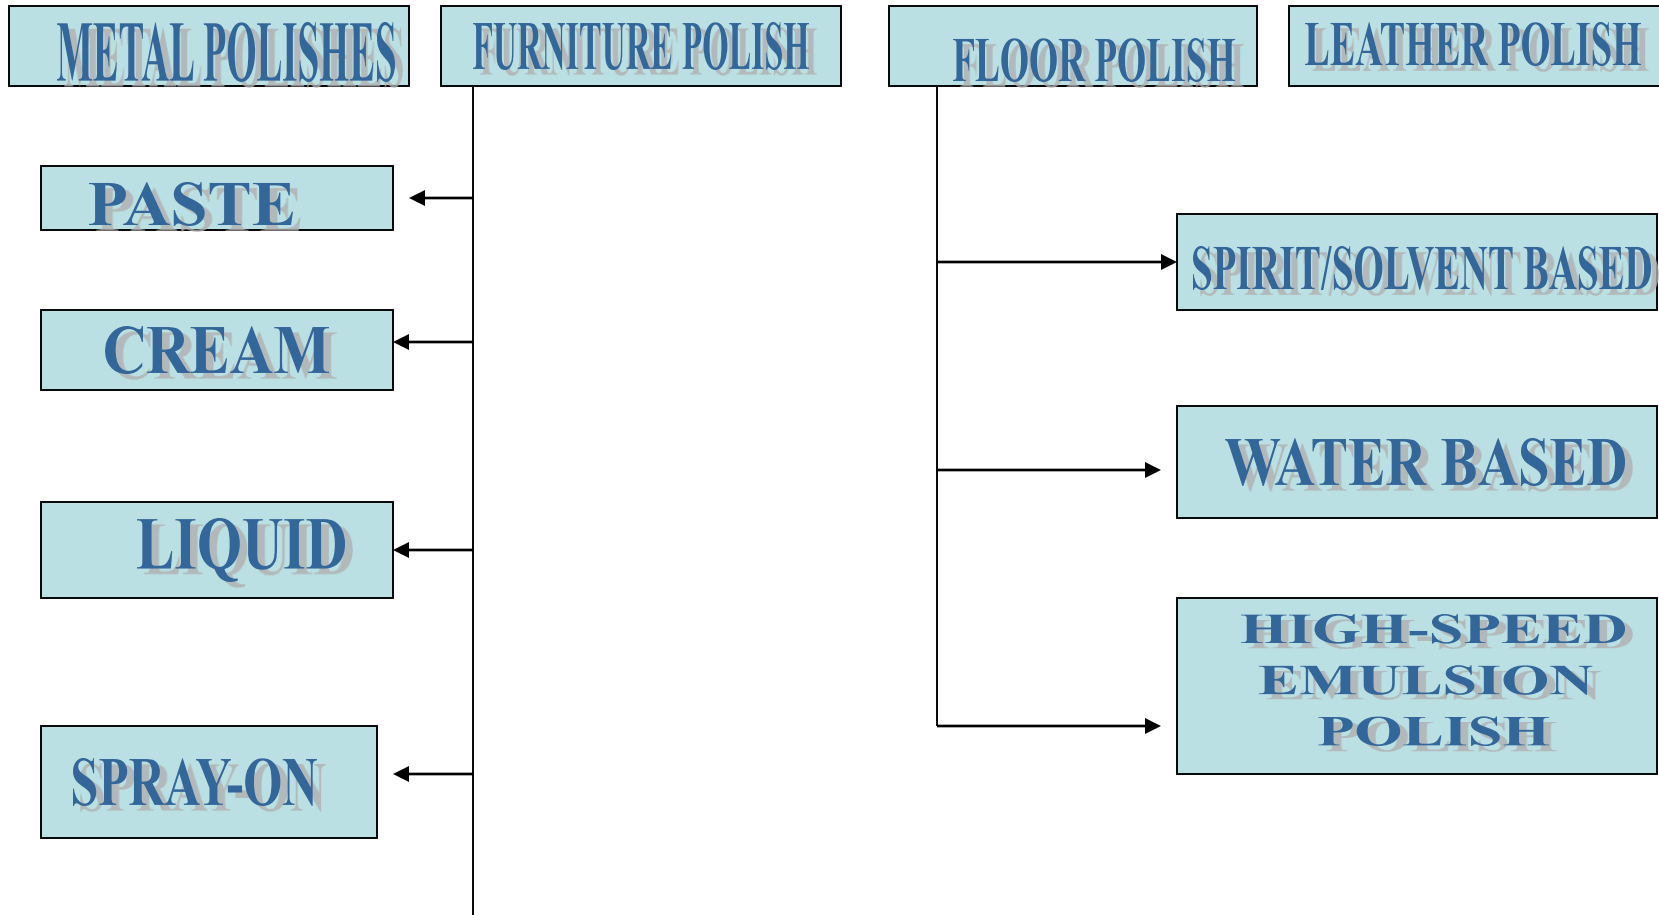 METAL POLISHES
FURNITURE POLISH
FLOOR POLISH
LEATHER POLISH
PASTE
CREAM
LIQUID
SPRAY-ON
SPIRIT/SOLVENT BASED
WATER BASED
HIGH-SPEED
EMULSION
POLISH